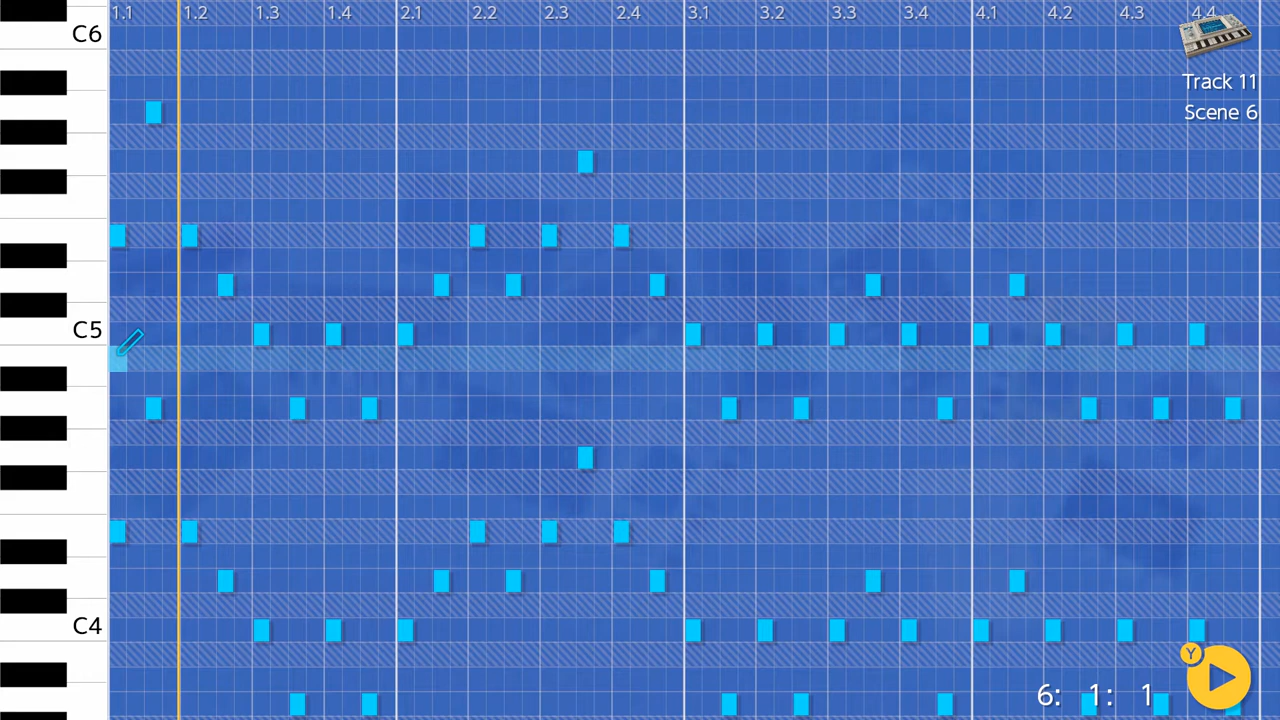 1.1 1.2 1.3 1.4 2.1 2.2 2.3 2.4 3.1 3.2 3.3 3.4 4.1 4.2 4.3 4.4
C6
Track 11
Scene 6
C5
C4
Y
6: 1: 1